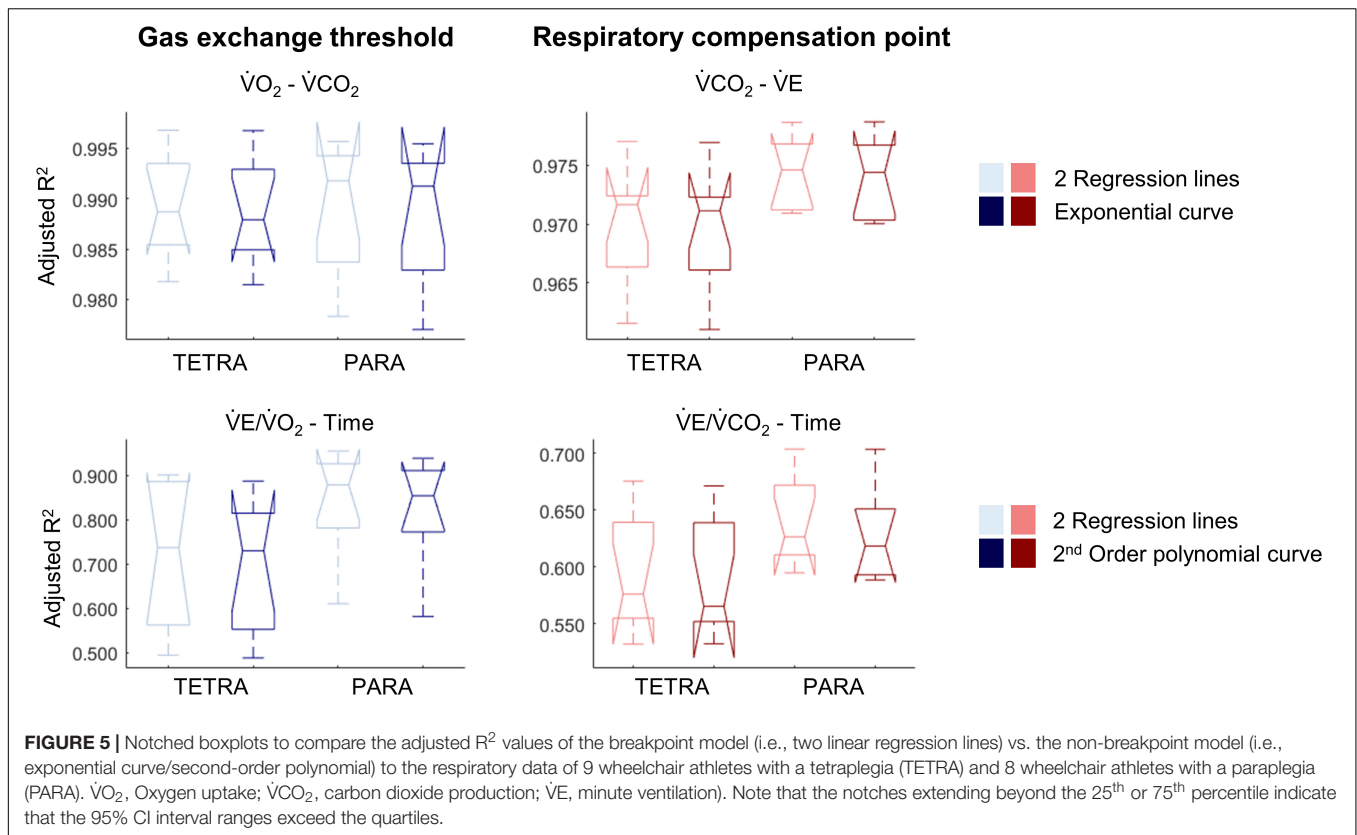 Gas exchange threshold
Respiratory compensation point
V̇O₂ - V̇CO₂
Adjusted R²
0.995
0.990
0.985
0.980
TETRA PARA
V̇CO₂ - V̇E
0.975
0.970
0.965
TETRA PARA
2 Regression lines
Exponential curve
V̇E/V̇O₂ - Time
Adjusted R²
0.900
0.800
0.700
0.600
0.500
TETRA PARA
V̇E/V̇CO₂ - Time
0.700
0.650
0.600
0.550
TETRA PARA
2 Regression lines
2nd Order polynomial curve
FIGURE 5 | Notched boxplots to compare the adjusted R² values of the breakpoint model (i.e., two linear regression lines) vs. the non-breakpoint model (i.e.,
exponential curve/second-order polynomial) to the respiratory data of 9 wheelchair athletes with a tetraplegia (TETRA) and 8 wheelchair athletes with a paraplegia
(PARA). V̇O₂, Oxygen uptake; V̇CO₂, carbon dioxide production; V̇E, minute ventilation). Note that the notches extending beyond the 25th or 75th percentile indicate
that the 95% CI interval ranges exceed the quartiles.